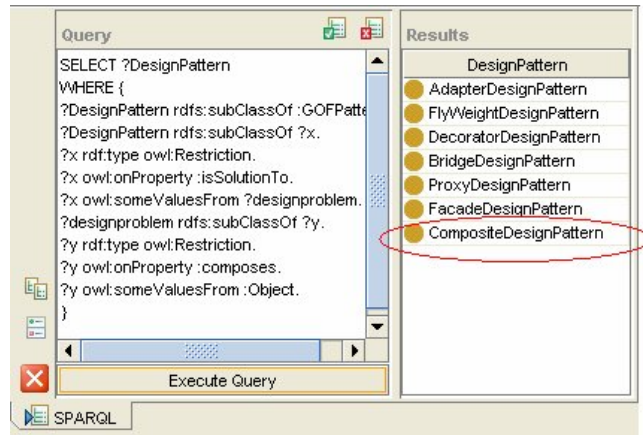 Query
SELECT ?DesignPattern
WHERE {
?DesignPattern rdfs:subClassOf :GOFPatte
?DesignPattern rdfs:subClassOf ?x.
?x rdf:type owl:Restriction.
?x owl:onProperty :isSolutionTo.
?x owl:someValuesFrom ?designproblem.
?designproblem rdfs:subClassOf ?y.
?y rdf:type owl:Restriction.
?y owl:onProperty :composes.
?y owl:someValuesFrom :Object.
}
Execute Query
Results
DesignPattern
AdapterDesignPattern
FlyWeightDesignPattern
DecoratorDesignPattern
BridgeDesignPattern
ProxyDesignPattern
FacadeDesignPattern
CompositeDesignPattern
SPARQL